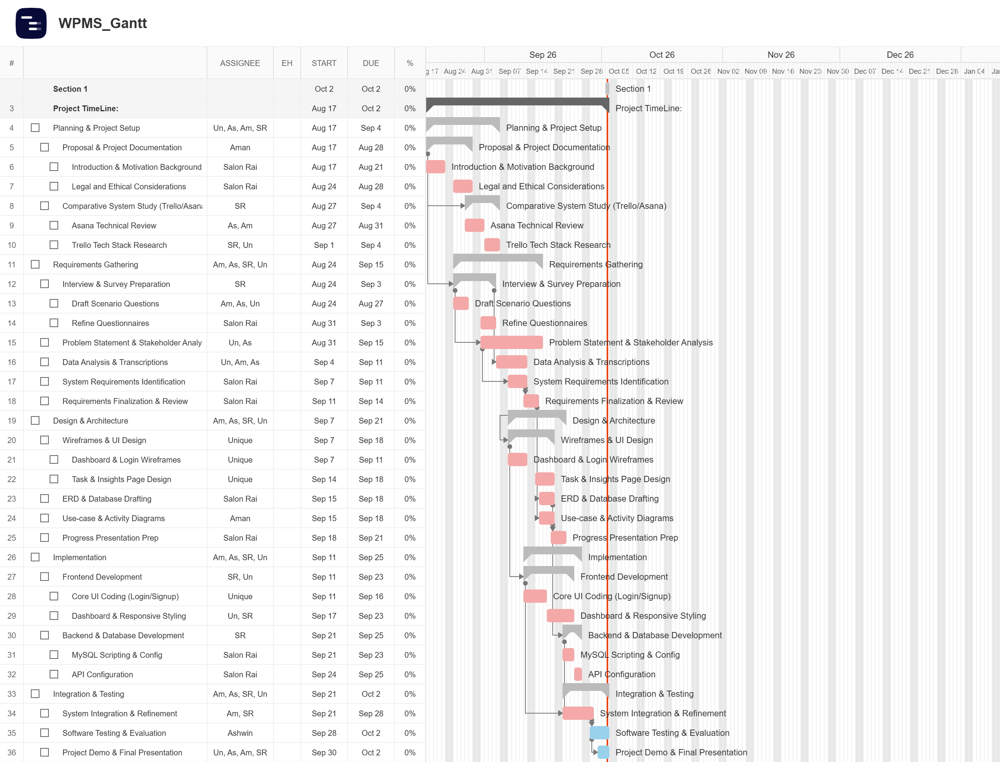 WPMS_Gantt
# ASSIGNEE EH START DUE %
Sep 26 Oct 26 Nov 26 Dec 26
g 17 Aug 24 Aug 31 Sep 07 Sep 14 Sep 21 Sep 28 Oct 05 Oct 12 Oct 19 Oct 26 Nov 02 Nov 09 Nov 16 Nov 23 Nov 30 Dec 07 Dec 14 Dec 21 Dec 28 Jan 04 Jan
Section 1 Oct 2 Oct 2 0% Section 1
3 Project TimeLine: Aug 17 Oct 2 0% Project TimeLine:
4 Planning & Project Setup Un, As, Am, SR Aug 17 Sep 4 0% Planning & Project Setup
5 Proposal & Project Documentation Aman Aug 17 Aug 28 0% Proposal & Project Documentation
6 Introduction & Motivation Background Salon Rai Aug 17 Aug 21 0% Introduction & Motivation Background
7 Legal and Ethical Considerations Salon Rai Aug 24 Aug 28 0% Legal and Ethical Considerations
8 Comparative System Study (Trello/Asana SR Aug 27 Sep 4 0% Comparative System Study (Trello/Asana)
9 Asana Technical Review As, Am Aug 27 Aug 31 0% Asana Technical Review
10 Trello Tech Stack Research SR, Un Sep 1 Sep 4 0% Trello Tech Stack Research
11 Requirements Gathering Am, As, SR, Un Aug 24 Sep 15 0% Requirements Gathering
12 Interview & Survey Preparation SR Aug 24 Sep 3 0% Interview & Survey Preparation
13 Draft Scenario Questions Am, As, Un Aug 24 Aug 27 0% Draft Scenario Questions
14 Refine Questionnaires Salon Rai Aug 31 Sep 3 0% Refine Questionnaires
15 Problem Statement & Stakeholder Analy Un, As Aug 31 Sep 15 0% Problem Statement & Stakeholder Analysis
16 Data Analysis & Transcriptions Un, Am, As Sep 4 Sep 11 0% Data Analysis & Transcriptions
17 System Requirements Identification Salon Rai Sep 7 Sep 11 0% System Requirements Identification
18 Requirements Finalization & Review Salon Rai Sep 11 Sep 14 0% Requirements Finalization & Review
19 Design & Architecture Am, As, SR, Un Sep 7 Sep 21 0% Design & Architecture
20 Wireframes & UI Design Unique Sep 7 Sep 18 0% Wireframes & UI Design
21 Dashboard & Login Wireframes Unique Sep 7 Sep 11 0% Dashboard & Login Wireframes
22 Task & Insights Page Design Unique Sep 14 Sep 18 0% Task & Insights Page Design
23 ERD & Database Drafting Salon Rai Sep 15 Sep 18 0% ERD & Database Drafting
24 Use-case & Activity Diagrams Aman Sep 15 Sep 18 0% Use-case & Activity Diagrams
25 Progress Presentation Prep Salon Rai Sep 18 Sep 21 0% Progress Presentation Prep
26 Implementation Am, As, SR, Un Sep 11 Sep 25 0% Implementation
27 Frontend Development SR, Un Sep 11 Sep 23 0% Frontend Development
28 Core UI Coding (Login/Signup) Unique Sep 11 Sep 16 0% Core UI Coding (Login/Signup)
29 Dashboard & Responsive Styling Un, SR Sep 17 Sep 23 0% Dashboard & Responsive Styling
30 Backend & Database Development SR Sep 21 Sep 25 0% Backend & Database Development
31 MySQL Scripting & Config Salon Rai Sep 21 Sep 23 0% MySQL Scripting & Config
32 API Configuration Salon Rai Sep 24 Sep 25 0% API Configuration
33 Integration & Testing Am, As, SR, Un Sep 21 Oct 2 0% Integration & Testing
34 System Integration & Refinement Am, SR Sep 21 Sep 28 0% System Integration & Refinement
35 Software Testing & Evaluation Ashwin Sep 28 Oct 2 0% Software Testing & Evaluation
36 Project Demo & Final Presentation Un, As, Am, SR Sep 30 Oct 2 0% Project Demo & Final Presentation